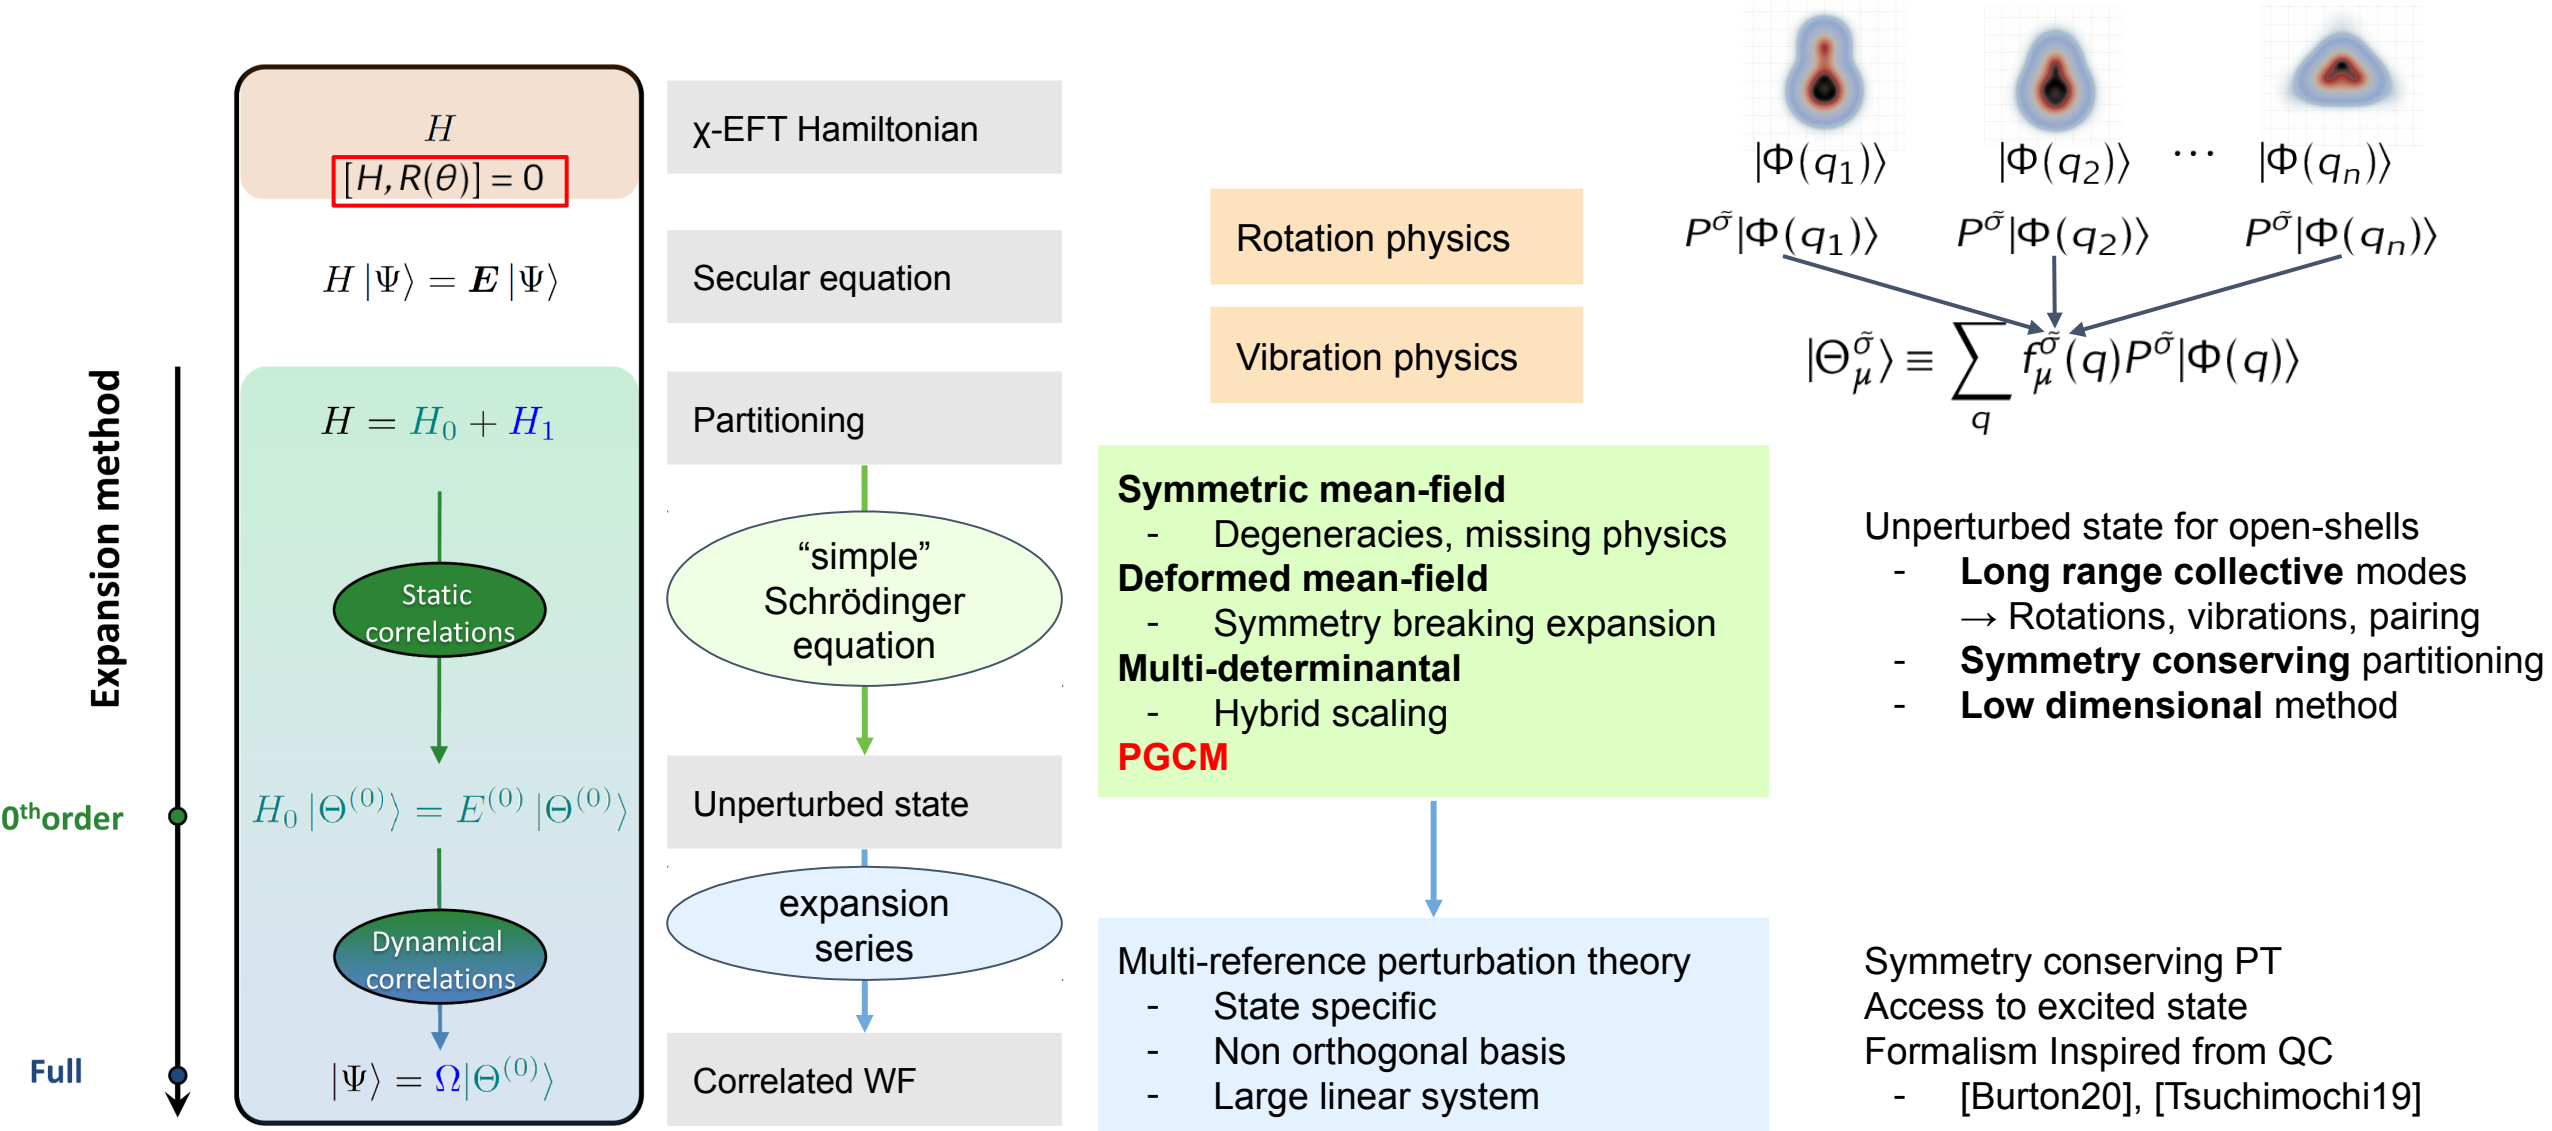 H
[H, R(θ)] = 0
H |Ψ⟩ = E |Ψ⟩
Expansion method
H = H₀ + H₁
Static
correlations
0th order
H₀ |Θ⁽⁰⁾⟩ = E⁽⁰⁾ |Θ⁽⁰⁾⟩
Dynamical
correlations
Full
|Ψ⟩ = Ω|Θ⁽⁰⁾⟩
χ-EFT Hamiltonian
Secular equation
Partitioning
“simple”
Schrödinger
equation
Unperturbed state
expansion
series
Correlated WF
Rotation physics
Vibration physics
|Φ(q₁)⟩ |Φ(q₂)⟩ ⋯ |Φ(qₙ)⟩
P^σ̃|Φ(q₁)⟩ P^σ̃|Φ(q₂)⟩ P^σ̃|Φ(qₙ)⟩
|Θ_μ^σ̃⟩ ≡ ∑_q f_μ^σ̃(q)P^σ̃|Φ(q)⟩
Symmetric mean-field
- Degeneracies, missing physics
Deformed mean-field
- Symmetry breaking expansion
Multi-determinantal
- Hybrid scaling
PGCM
Unperturbed state for open-shells
- Long range collective modes
→ Rotations, vibrations, pairing
- Symmetry conserving partitioning
- Low dimensional method
Multi-reference perturbation theory
- State specific
- Non orthogonal basis
- Large linear system
Symmetry conserving PT
Access to excited state
Formalism Inspired from QC
- [Burton20], [Tsuchimochi19]